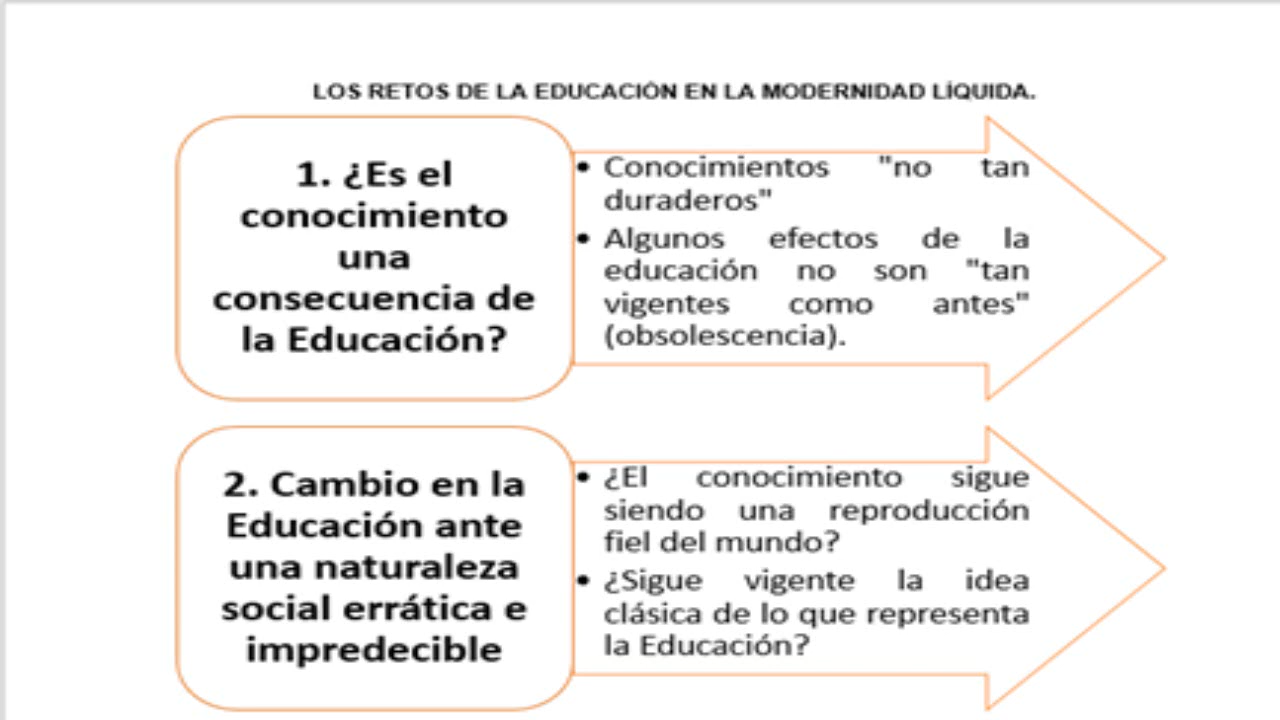 LOS RETOS DE LA EDUCACIÓN EN LA MODERNIDAD LÍQUIDA.
1. ¿Es el
conocimiento
una
consecuencia de
la Educación?
• Conocimientos "no tan
duraderos"
• Algunos efectos de la
educación no son "tan
vigentes como antes"
(obsolescencia).
2. Cambio en la
Educación ante
una naturaleza
social errática e
impredecible
• ¿El conocimiento sigue
siendo una reproducción
fiel del mundo?
• ¿Sigue vigente la idea
clásica de lo que representa
la Educación?